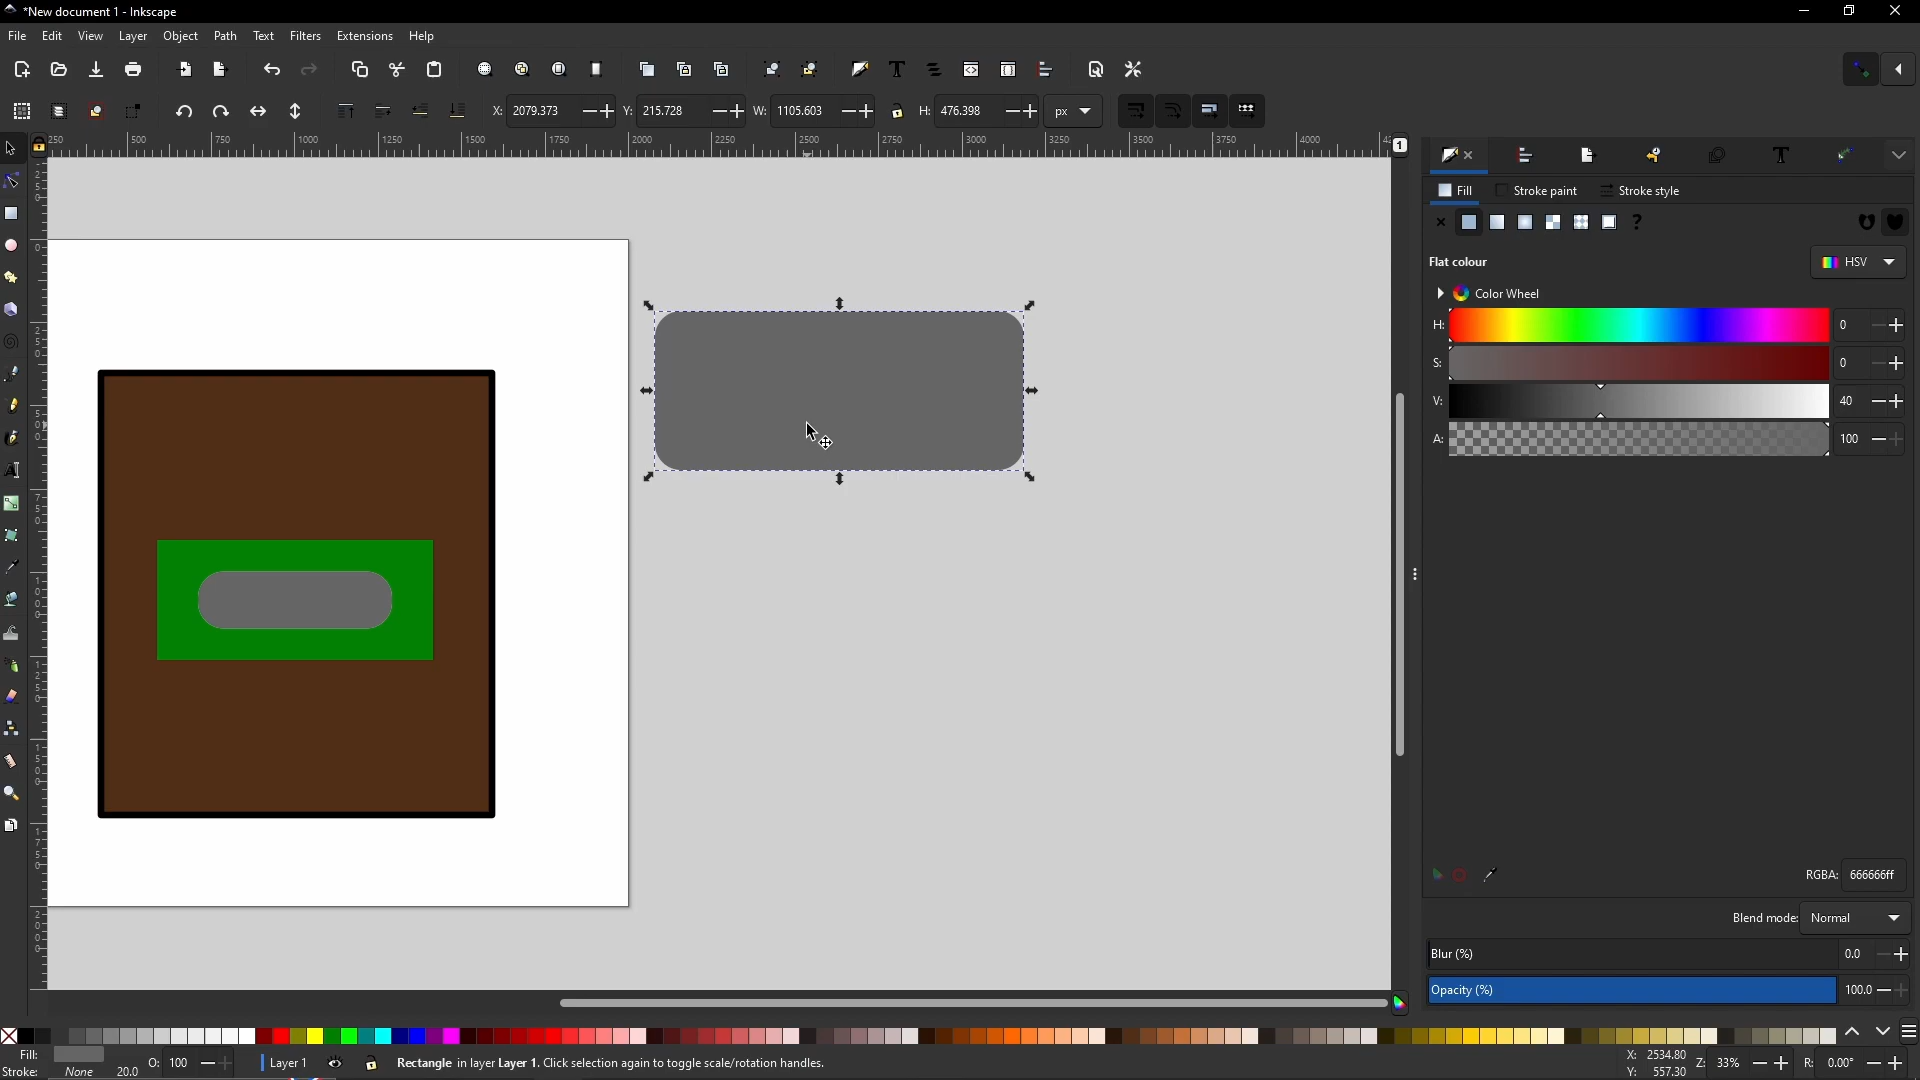 *New document 1 - Inkscape
File Edit View Layer Object Path Text Filters Extensions Help
X: 2079.373 Y: 215.728 W: 1105.603 H: 476.398 px
500 750 1000 1250 1500 1750 2000 2250 2500 2750 3000 3250 3500 3750 4000
1
Fill Stroke paint Stroke style
?
Flat colour HSV
Color Wheel
H: 0
S: 0
V: 40
A: 100
RGBA: 666666ff
Blend mode: Normal
Blur (%) 0.0
Opacity (%) 100.0
Fill: O: 100 Layer 1 Rectangle in layer Layer 1. Click selection again to toggle scale/rotation handles. X: 2534.80 Z: 33% R: 0.00°
Stroke: None 20.0 Y: 557.30